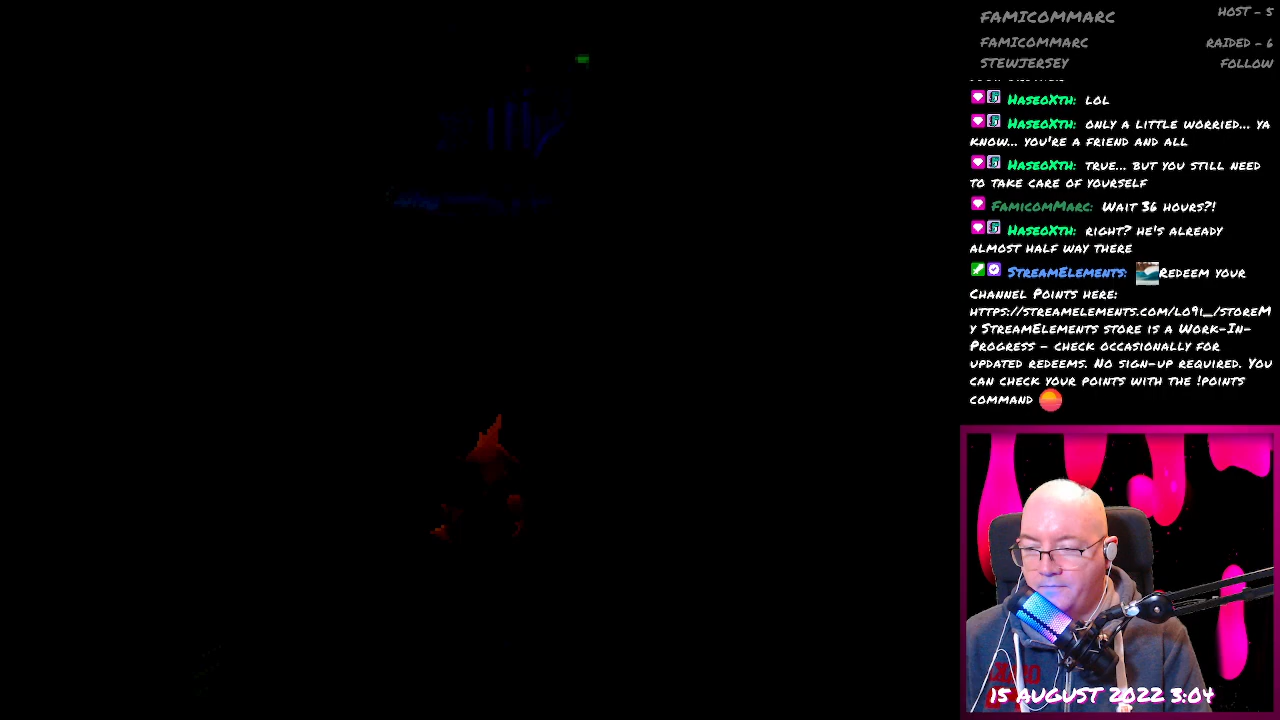 FAMICOMMARC HOST - 5
FAMICOMMARC RAIDED - 6
STEWJERSEY FOLLOW
HASEOXTH: LOL
HASEOXTH: ONLY A LITTLE WORRIED... YA
KNOW... YOU'RE A FRIEND AND ALL
HASEOXTH: TRUE... BUT YOU STILL NEED
TO TAKE CARE OF YOURSELF
FAMICOMMARC: WAIT 36 HOURS?!
HASEOXTH: RIGHT? HE'S ALREADY
ALMOST HALF WAY THERE
STREAMELEMENTS: REDEEM YOUR
CHANNEL POINTS HERE:
HTTPS://STREAMELEMENTS.COM/LO9I_/STOREM
Y STREAMELEMENTS STORE IS A WORK-IN-
PROGRESS - CHECK OCCASIONALLY FOR
UPDATED REDEEMS. NO SIGN-UP REQUIRED. YOU
CAN CHECK YOUR POINTS WITH THE !POINTS
COMMAND
15 AUGUST 2022 3:04